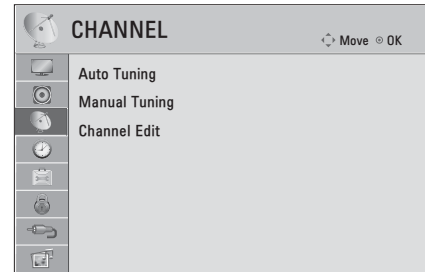 CHANNEL
Move OK
Auto Tuning
Manual Tuning
Channel Edit